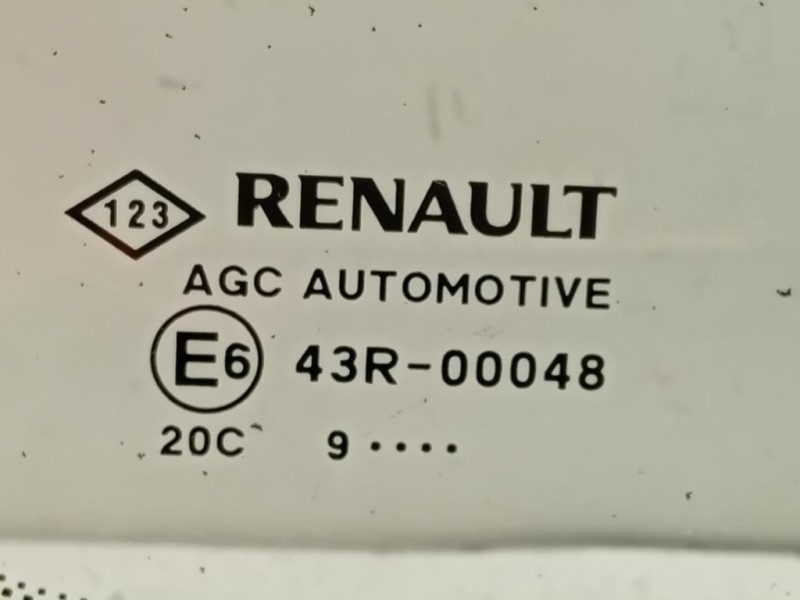 123 RENAULT
AGC AUTOMOTIVE
E6 43R-00048
20C 9 ····